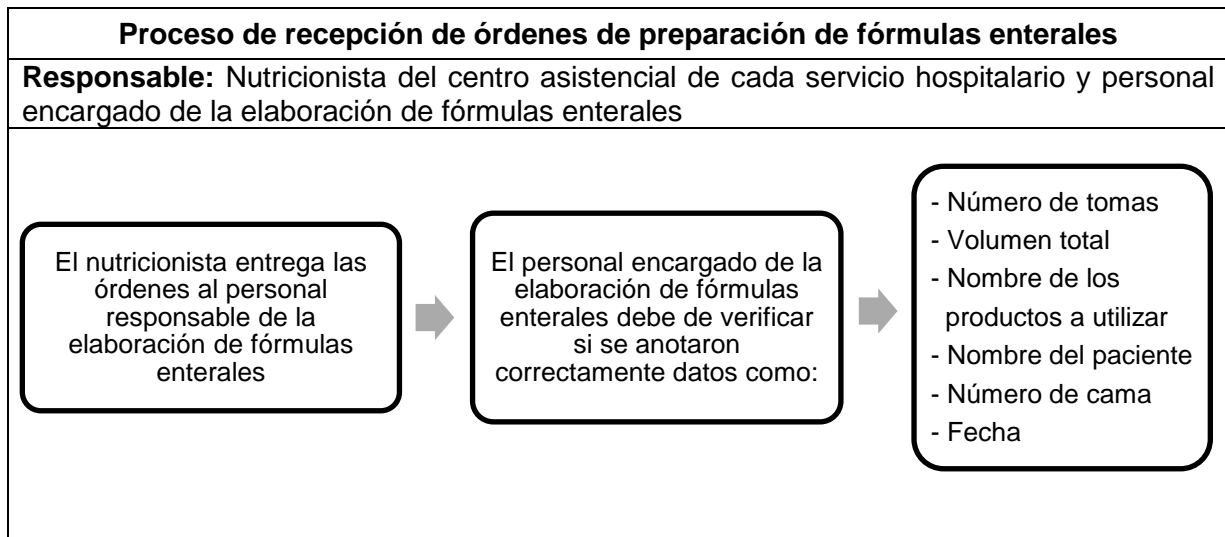 Proceso de recepción de órdenes de preparación de fórmulas enterales
Responsable: Nutricionista del centro asistencial de cada servicio hospitalario y personal
encargado de la elaboración de fórmulas enterales
El nutricionista entrega las
órdenes al personal
responsable de la
elaboración de fórmulas
enterales
El personal encargado de la
elaboración de fórmulas
enterales debe de verificar
si se anotaron
correctamente datos como:
- Número de tomas
- Volumen total
- Nombre de los
productos a utilizar
- Nombre del paciente
- Número de cama
- Fecha